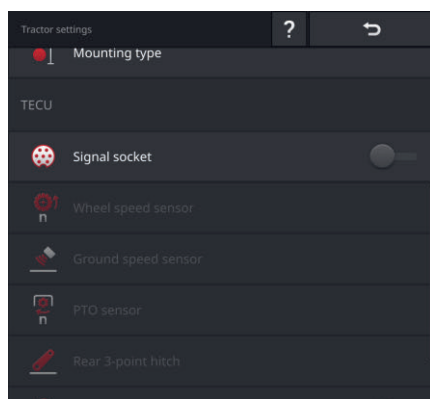 Tractor settings
?
Mounting type
TECU
Signal socket
Wheel speed sensor
n
Ground speed sensor
PTO sensor
n
Rear 3-point hitch